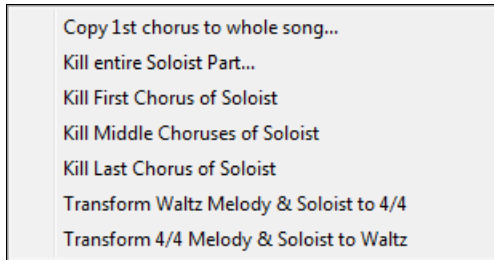 Copy 1st chorus to whole song...
Kill entire Soloist Part...
Kill First Chorus of Soloist
Kill Middle Choruses of Soloist
Kill Last Chorus of Soloist
Transform Waltz Melody & Soloist to 4/4
Transform 4/4 Melody & Soloist to Waltz